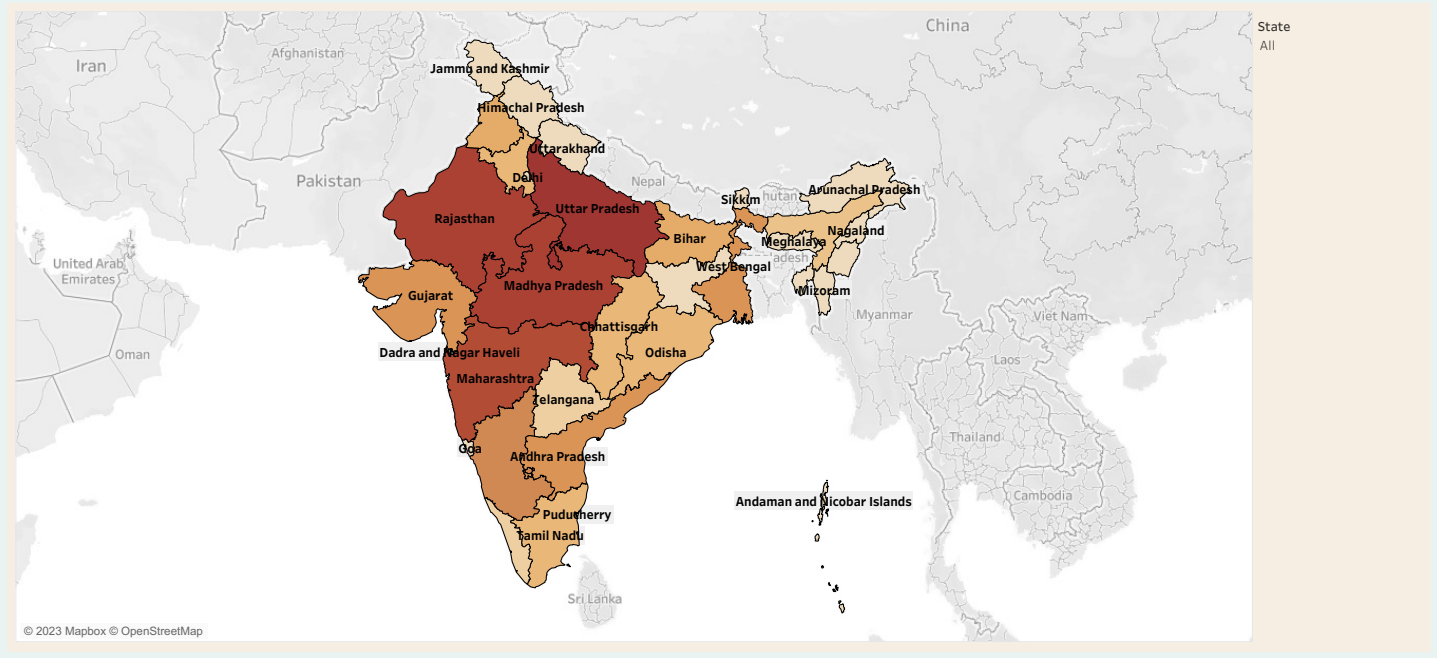 China
State
All
Afghanistan
Iran
Jammu and Kashmir
Himachal Pradesh
Uttarakhand
Pakistan
Delhi
Nepal
Arunachal Pradesh
Sikkim
hutan
Uttar Pradesh
Rajasthan
Nagaland
Bihar
Meghalaya
adesh
West Bengal
United Arab
Emirates
Madhya Pradesh
Mizoram
Gujarat
Myanmar
Viet Nam
Chhattisgarh
Oman
Dadra and Nagar Haveli
Odisha
Laos
Maharashtra
Telangana
Thailand
Goa
Andhra Pradesh
Cambodia
Andaman and Nicobar Islands
Puducherry
Tamil Nadu
Sri Lanka
© 2023 Mapbox © OpenStreetMap